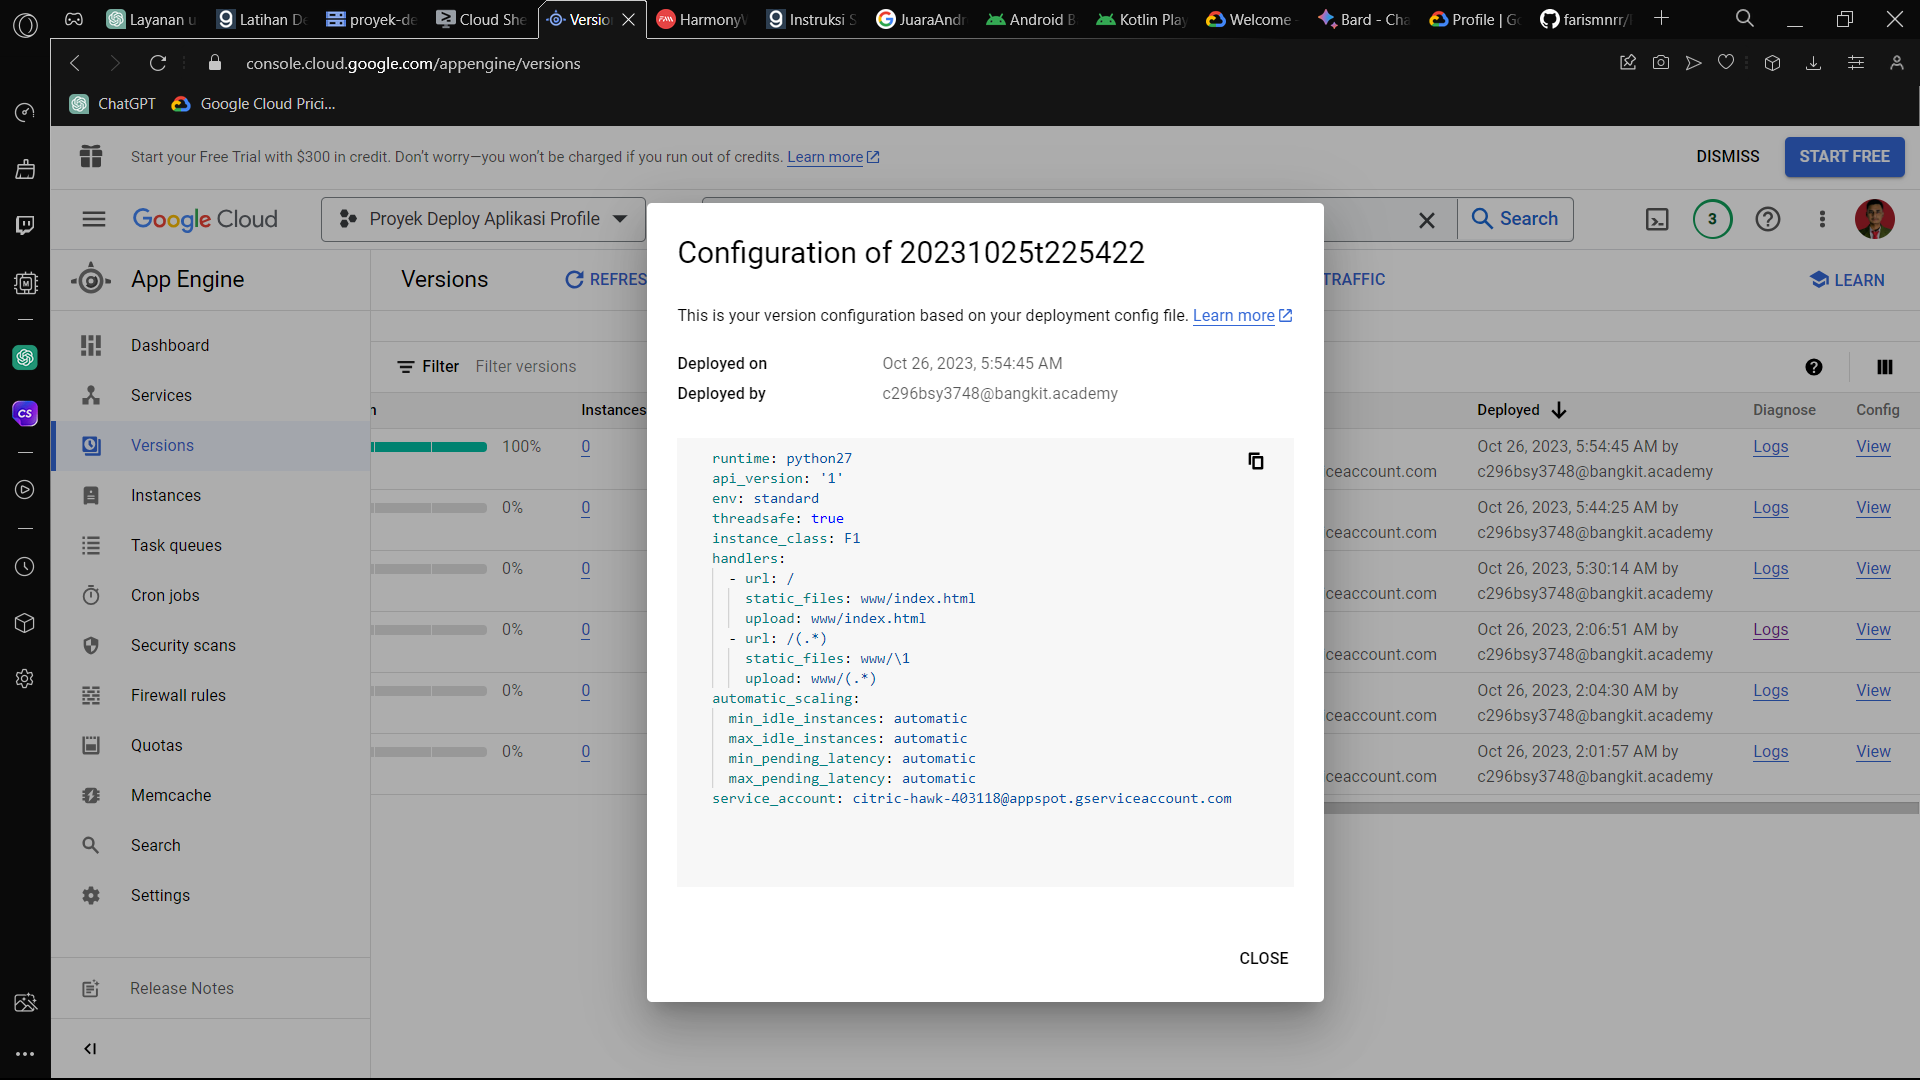 Layanan u
Latihan De
proyek-de
Cloud She
Versio
HarmonyV
Instruksi S
JuaraAndr
Android B
Kotlin Play
Welcome
Bard - Cha
Profile | Go
farismnrr/
console.cloud.google.com/appengine/versions
ChatGPT
Google Cloud Prici...
Start your Free Trial with $300 in credit. Don’t worry—you won’t be charged if you run out of credits. Learn more
DISMISS
START FREE
Google Cloud
Proyek Deploy Aplikasi Profile
Search
3
App Engine
Versions
REFRES
TRAFFIC
LEARN
Dashboard
Services
Versions
Instances
Task queues
Cron jobs
Security scans
Firewall rules
Quotas
Memcache
Search
Settings
Release Notes
Filter Filter versions
Instances
Deployed
Diagnose
Config
100% 0
0% 0
0% 0
0% 0
0% 0
0% 0
Configuration of 20231025t225422
This is your version configuration based on your deployment config file. Learn more
Deployed on Oct 26, 2023, 5:54:45 AM
Deployed by c296bsy3748@bangkit.academy
runtime: python27
api_version: '1'
env: standard
threadsafe: true
instance_class: F1
handlers:
- url: /
static_files: www/index.html
upload: www/index.html
- url: /(.*)
static_files: www/\1
upload: www/(.*)
automatic_scaling:
min_idle_instances: automatic
max_idle_instances: automatic
min_pending_latency: automatic
max_pending_latency: automatic
service_account: citric-hawk-403118@appspot.gserviceaccount.com
CLOSE
Oct 26, 2023, 5:54:45 AM by Logs View
ceaccount.com c296bsy3748@bangkit.academy
Oct 26, 2023, 5:44:25 AM by Logs View
ceaccount.com c296bsy3748@bangkit.academy
Oct 26, 2023, 5:30:14 AM by Logs View
ceaccount.com c296bsy3748@bangkit.academy
Oct 26, 2023, 2:06:51 AM by Logs View
ceaccount.com c296bsy3748@bangkit.academy
Oct 26, 2023, 2:04:30 AM by Logs View
ceaccount.com c296bsy3748@bangkit.academy
Oct 26, 2023, 2:01:57 AM by Logs View
ceaccount.com c296bsy3748@bangkit.academy